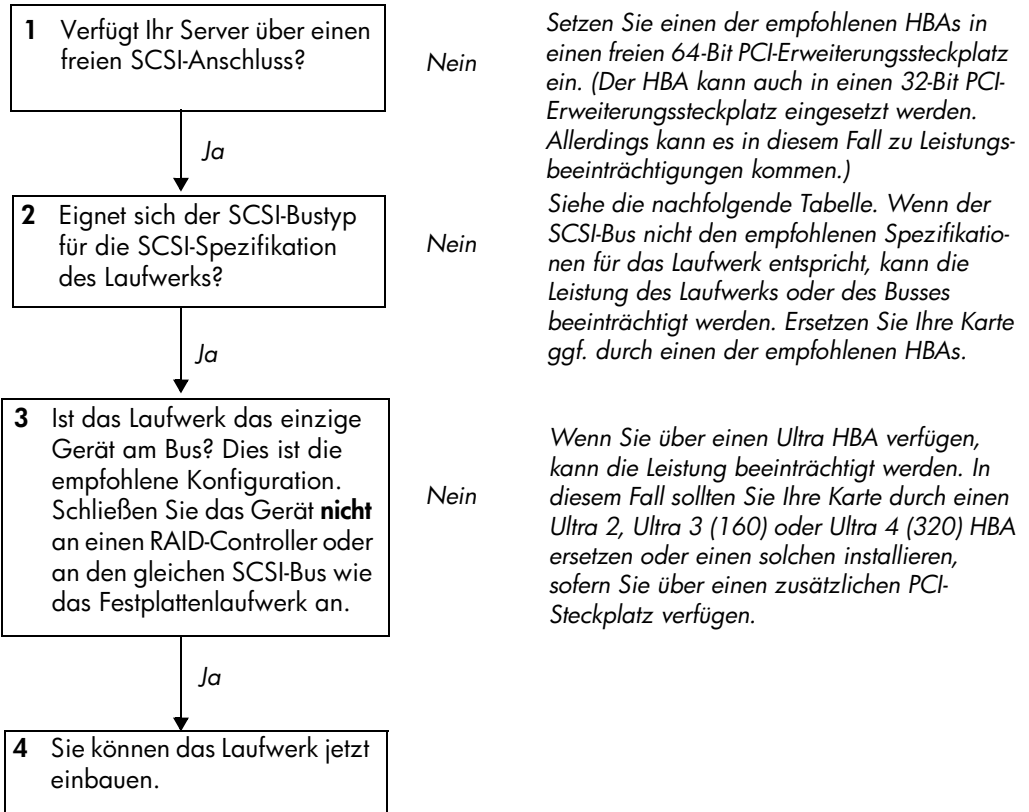 1 Verfügt Ihr Server über einen
freien SCSI-Anschluss?
Nein
Setzen Sie einen der empfohlenen HBAs in
einen freien 64-Bit PCI-Erweiterungssteckplatz
ein. (Der HBA kann auch in einen 32-Bit PCI-
Erweiterungssteckplatz eingesetzt werden.
Allerdings kann es in diesem Fall zu Leistungs-
beeinträchtigungen kommen.)
Ja
2 Eignet sich der SCSI-Bustyp
für die SCSI-Spezifikation
des Laufwerks?
Nein
Siehe die nachfolgende Tabelle. Wenn der
SCSI-Bus nicht den empfohlenen Spezifikatio-
nen für das Laufwerk entspricht, kann die
Leistung des Laufwerks oder des Busses
beeinträchtigt werden. Ersetzen Sie Ihre Karte
ggf. durch einen der empfohlenen HBAs.
Ja
3 Ist das Laufwerk das einzige
Gerät am Bus? Dies ist die
empfohlene Konfiguration.
Schließen Sie das Gerät nicht
an einen RAID-Controller oder
an den gleichen SCSI-Bus wie
das Festplattenlaufwerk an.
Nein
Wenn Sie über einen Ultra HBA verfügen,
kann die Leistung beeinträchtigt werden. In
diesem Fall sollten Sie Ihre Karte durch einen
Ultra 2, Ultra 3 (160) oder Ultra 4 (320) HBA
ersetzen oder einen solchen installieren,
sofern Sie über einen zusätzlichen PCI-
Steckplatz verfügen.
Ja
4 Sie können das Laufwerk jetzt
einbauen.